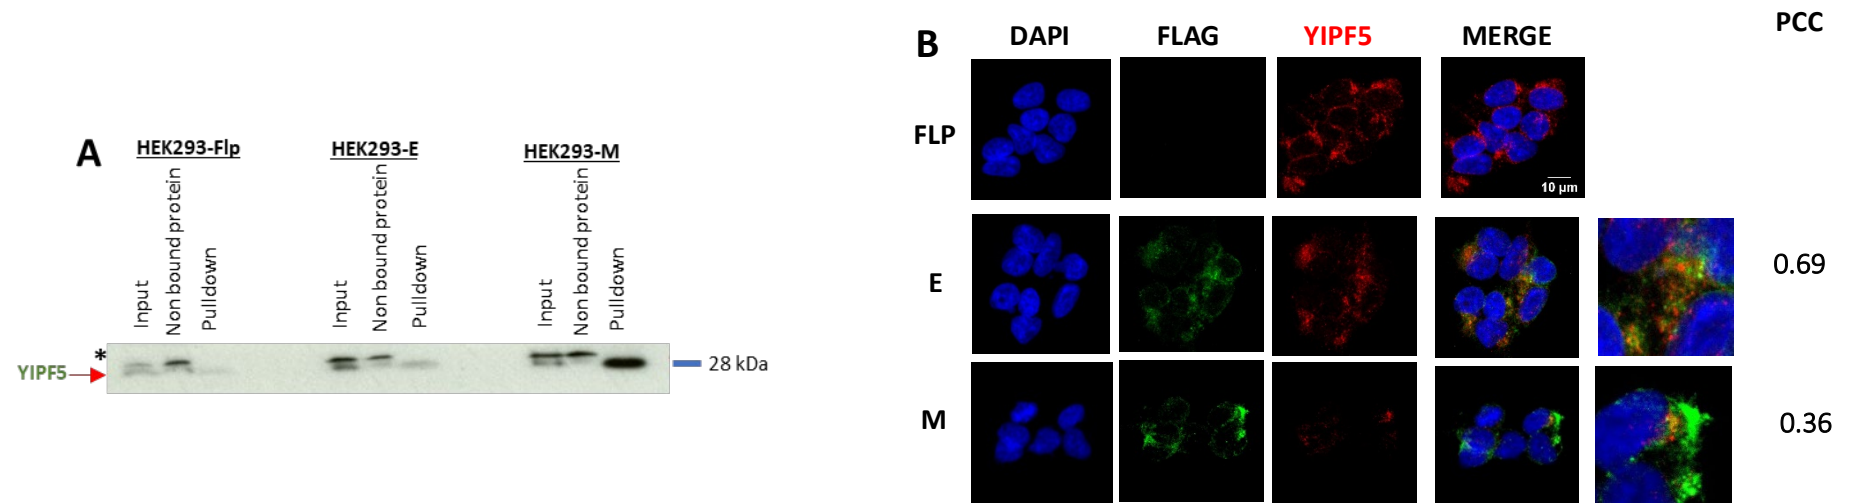 A
HEK293-Flp
HEK293-E
HEK293-M
Input
Non bound protein
Pulldown
Input
Non bound protein
Pulldown
Input
Non bound protein
Pulldown
*
YIPF5
28 kDa
B
DAPI
FLAG
YIPF5
MERGE
PCC
FLP
10 µm
E
0.69
M
0.36